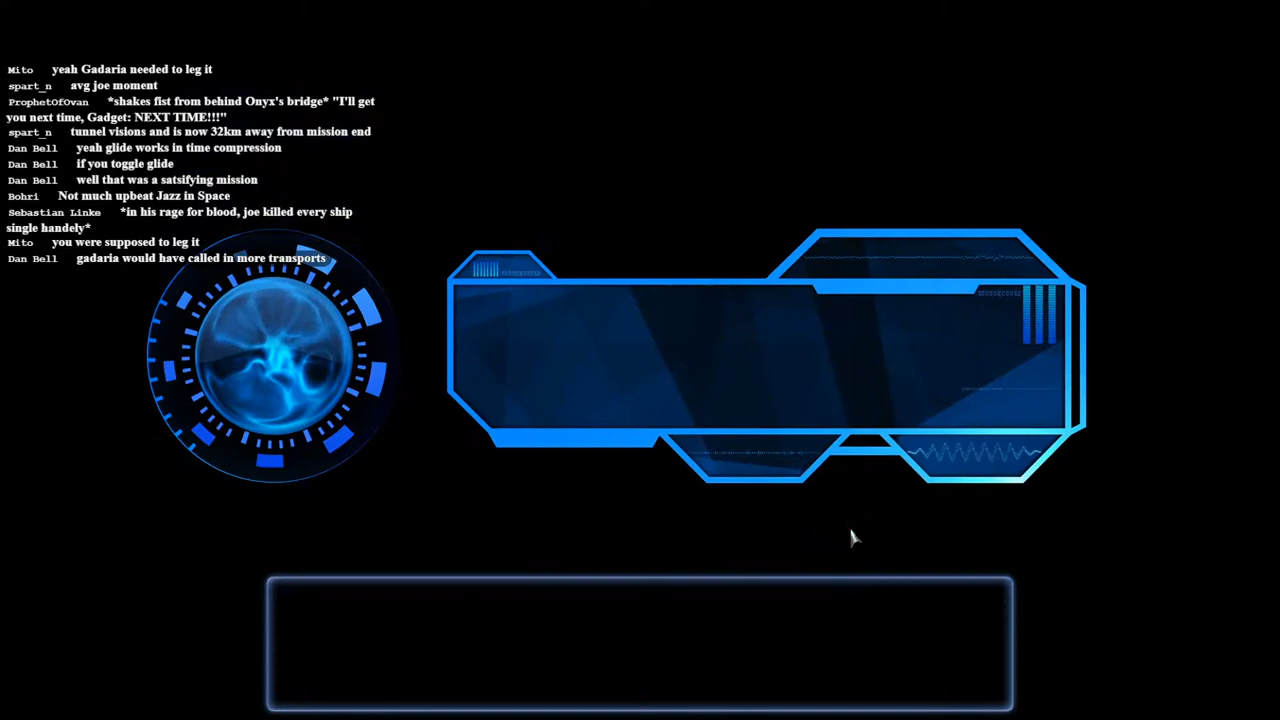 Mito yeah Gadaria needed to leg it
spart_n avg joe moment
ProphetOfOvan *shakes fist from behind Onyx's bridge* "I'll get
you next time, Gadget: NEXT TIME!!!"
spart_n tunnel visions and is now 32km away from mission end
Dan Bell yeah glide works in time compression
Dan Bell if you toggle glide
Dan Bell well that was a satsifying mission
Bohri Not much upbeat Jazz in Space
Sebastian Linke *in his rage for blood, joe killed every ship
single handely*
Mito you were supposed to leg it
Dan Bell gadaria would have called in more transports